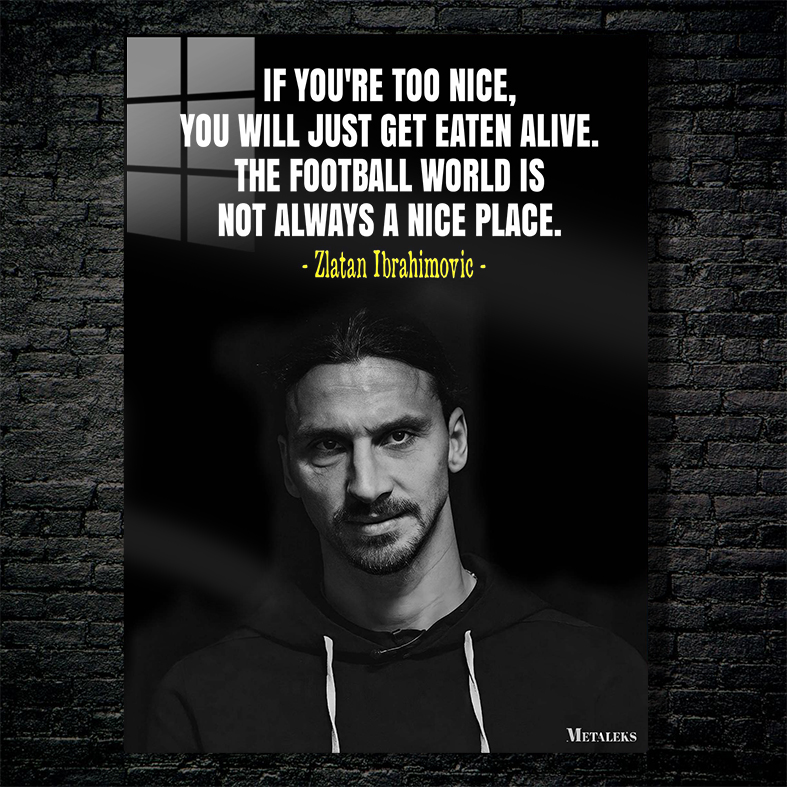 IF YOU'RE TOO NICE,
YOU WILL JUST GET EATEN ALIVE.
THE FOOTBALL WORLD IS
NOT ALWAYS A NICE PLACE.
- Zlatan Ibrahimovic -
METALEKS